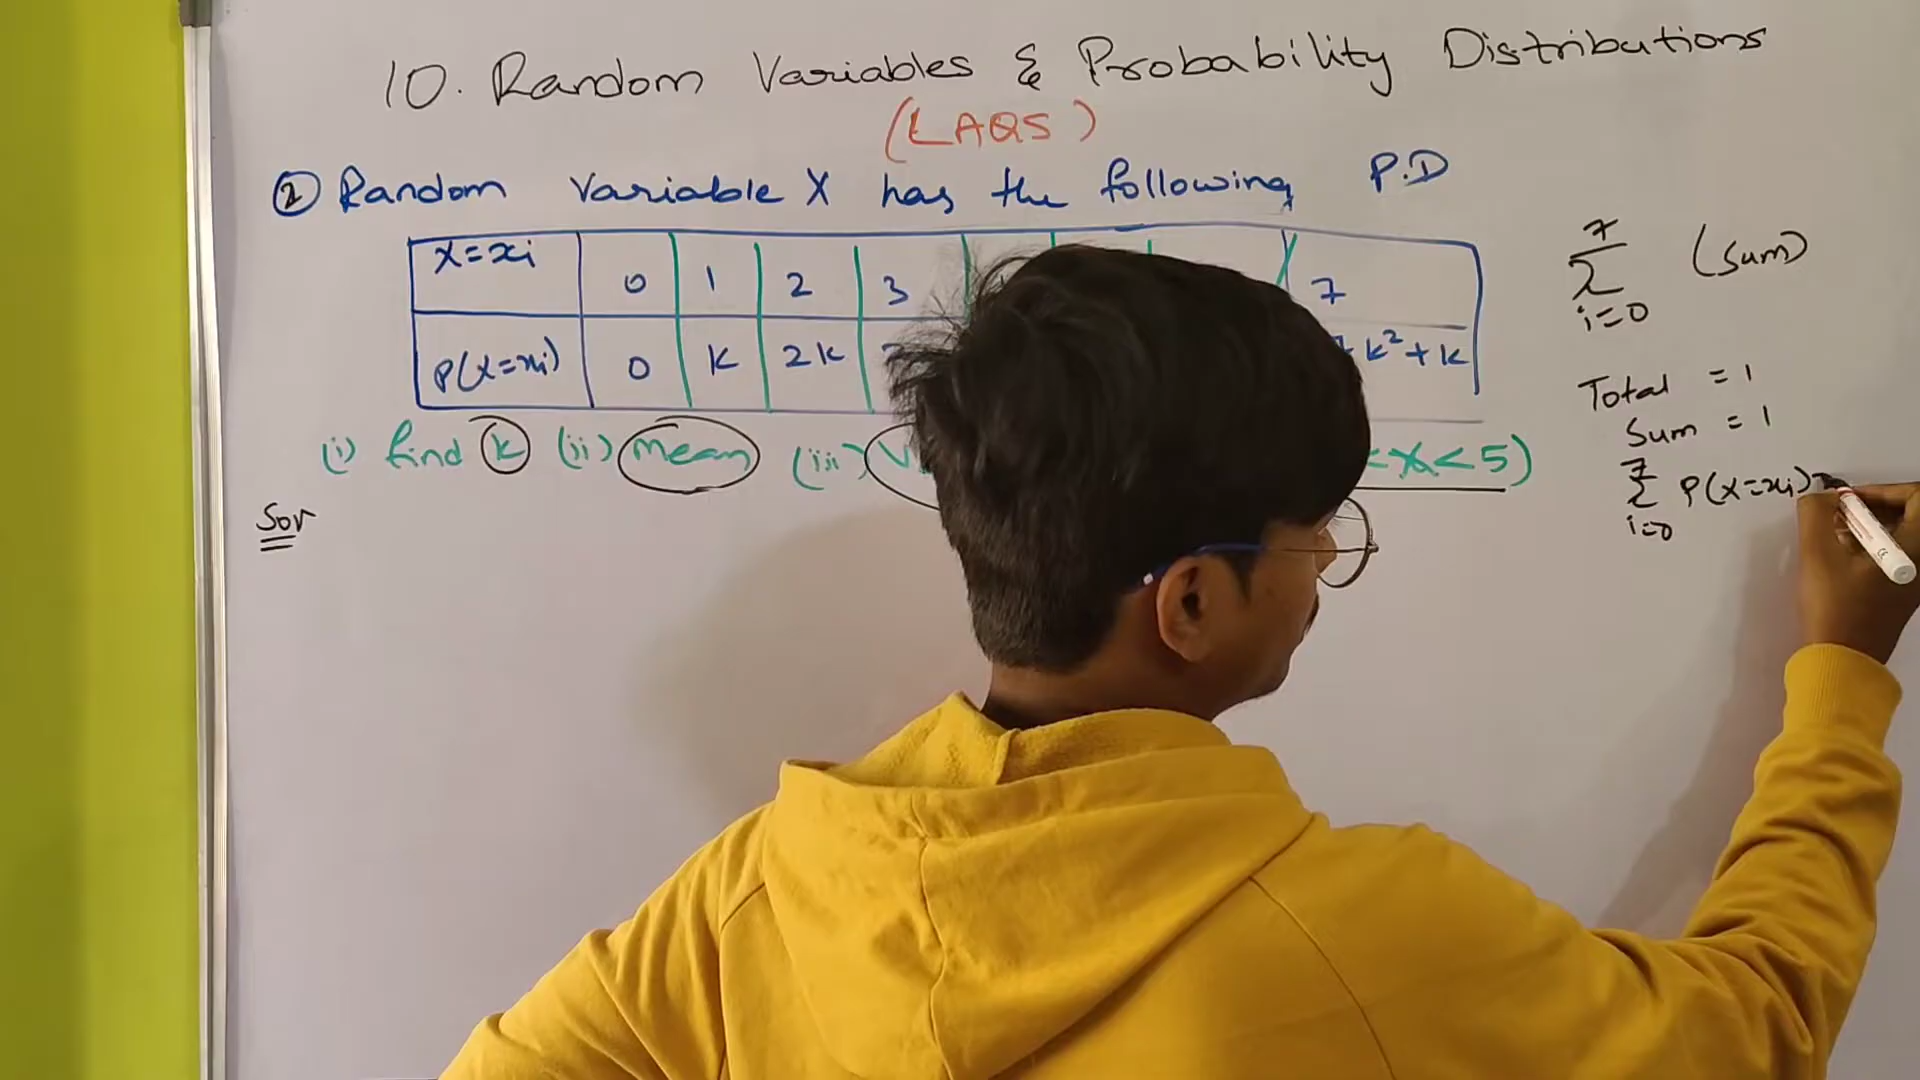 10. Random Variables & Probability Distributions
(LAQS)
② Random Variable X has the following P.D
X=xi 0 1 2 3 7
P(X=xi) 0 k 2k k²+k
(i) find k (ii) mean (iii) <X<5)
Sol
7
Σ (Sum)
i=0
Total = 1
Sum = 1
7
Σ P(X=xi)=
i=0